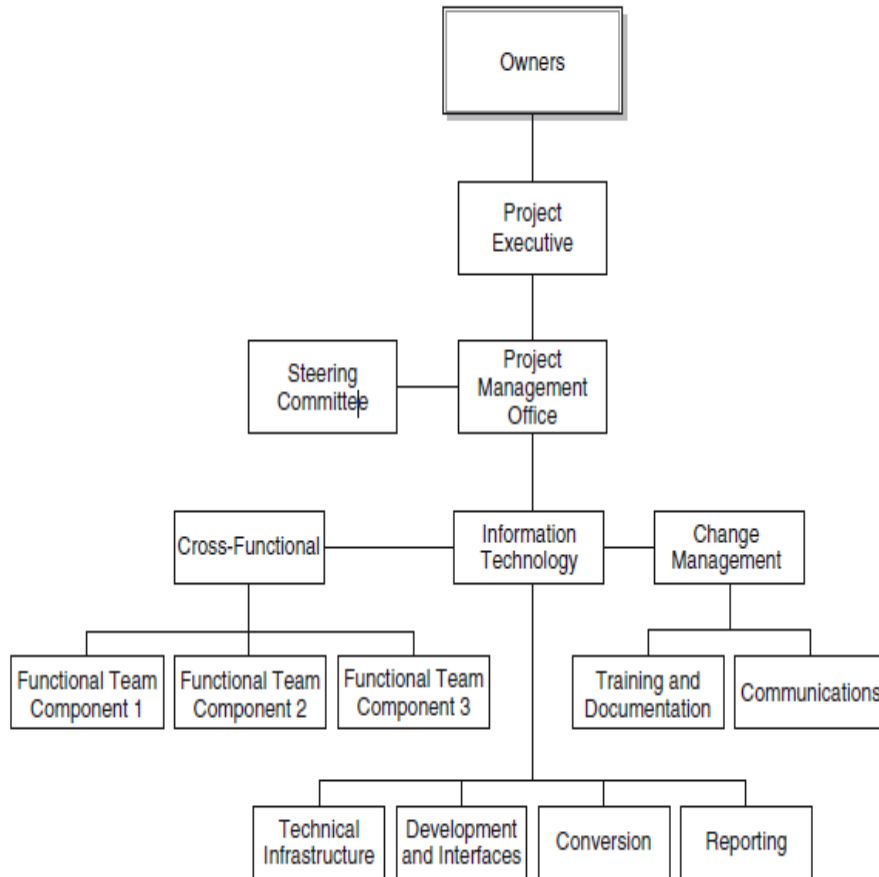 Owners
Project
Executive
Steering
Committee
Project
Management
Office
Cross-Functional
Information
Technology
Change
Management
Functional Team
Component 1
Functional Team
Component 2
Functional Team
Component 3
Training and
Documentation
Communications
Technical
Infrastructure
Development
and Interfaces
Conversion
Reporting